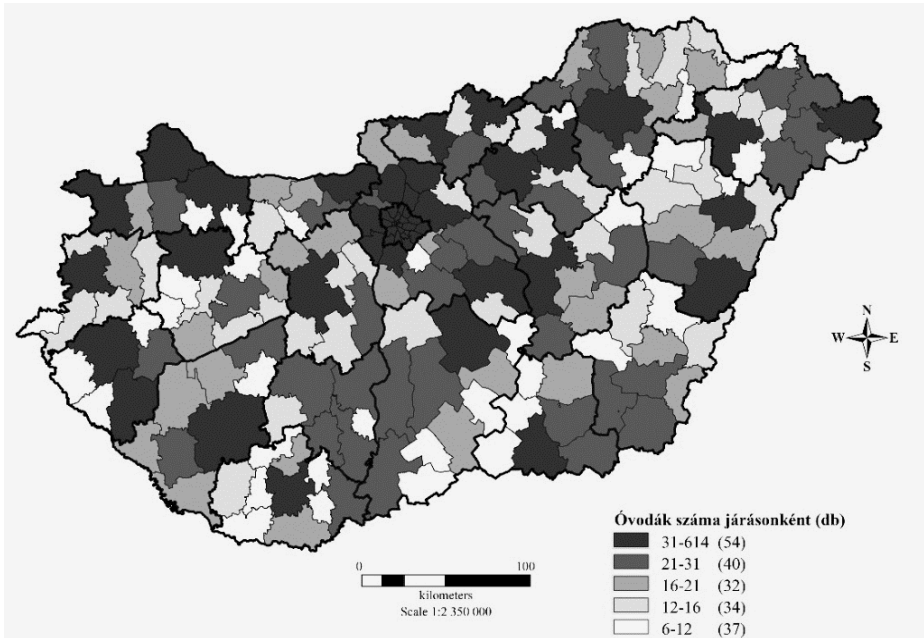 N
W E
S
Óvodák száma járásonként (db)
31-614 (54)
21-31 (40)
16-21 (32)
12-16 (34)
6-12 (37)
0 100
kilometers
Scale 1:2 350 000